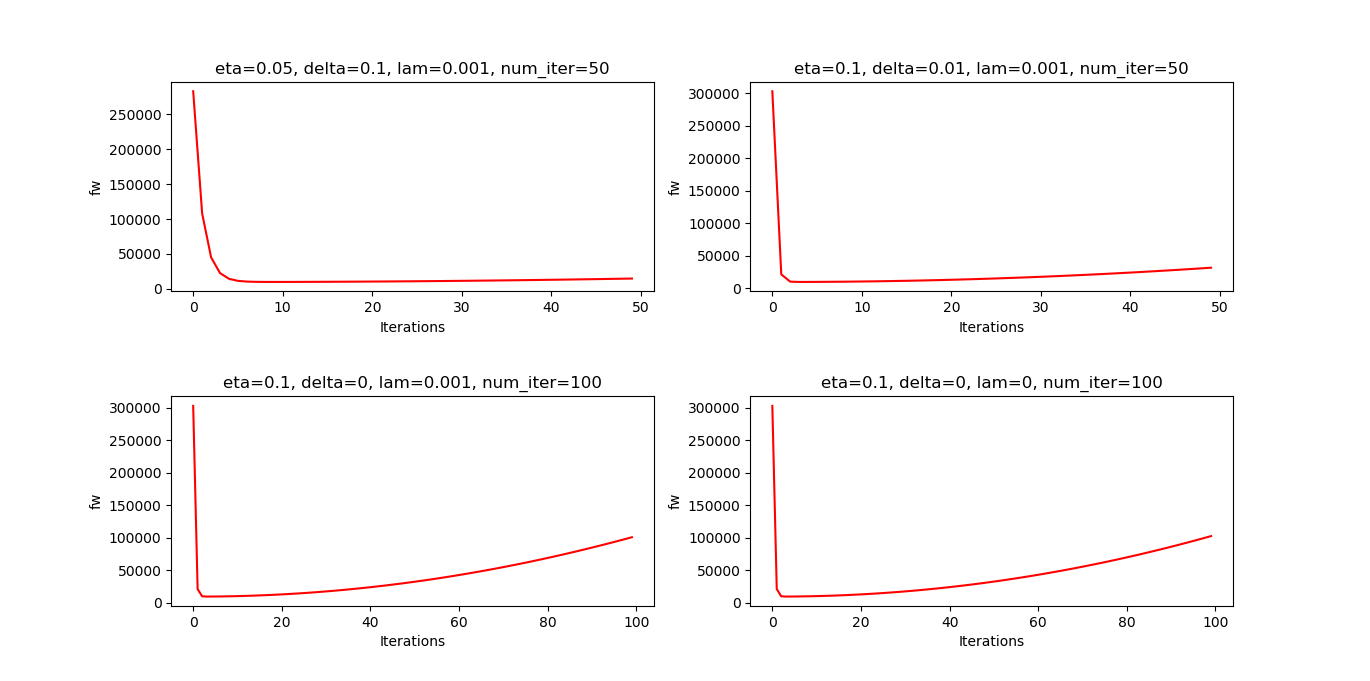 eta=0.05, delta=0.1, lam=0.001, num_iter=50
250000
200000
150000
100000
50000
0
fw
0 10 20 30 40 50
Iterations
eta=0.1, delta=0.01, lam=0.001, num_iter=50
300000
250000
200000
150000
100000
50000
0
fw
0 10 20 30 40 50
Iterations
eta=0.1, delta=0, lam=0.001, num_iter=100
300000
250000
200000
150000
100000
50000
0
fw
0 20 40 60 80 100
Iterations
eta=0.1, delta=0, lam=0, num_iter=100
300000
250000
200000
150000
100000
50000
0
fw
0 20 40 60 80 100
Iterations